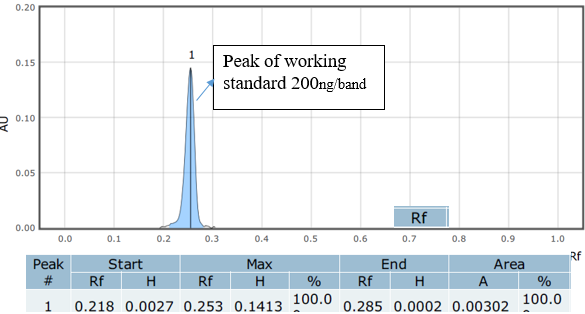 0.20
0.15
0.10
0.05
0.00
AU
1
Peak of working
standard 200ng/band
Rf
0.0 0.1 0.2 0.3 0.4 0.5 0.6 0.7 0.8 0.9 1.0
Rf
Peak Start Max End Area
# Rf H Rf H % Rf H A %
1 0.218 0.0027 0.253 0.1413 100.0 0.285 0.0002 0.00302 100.0